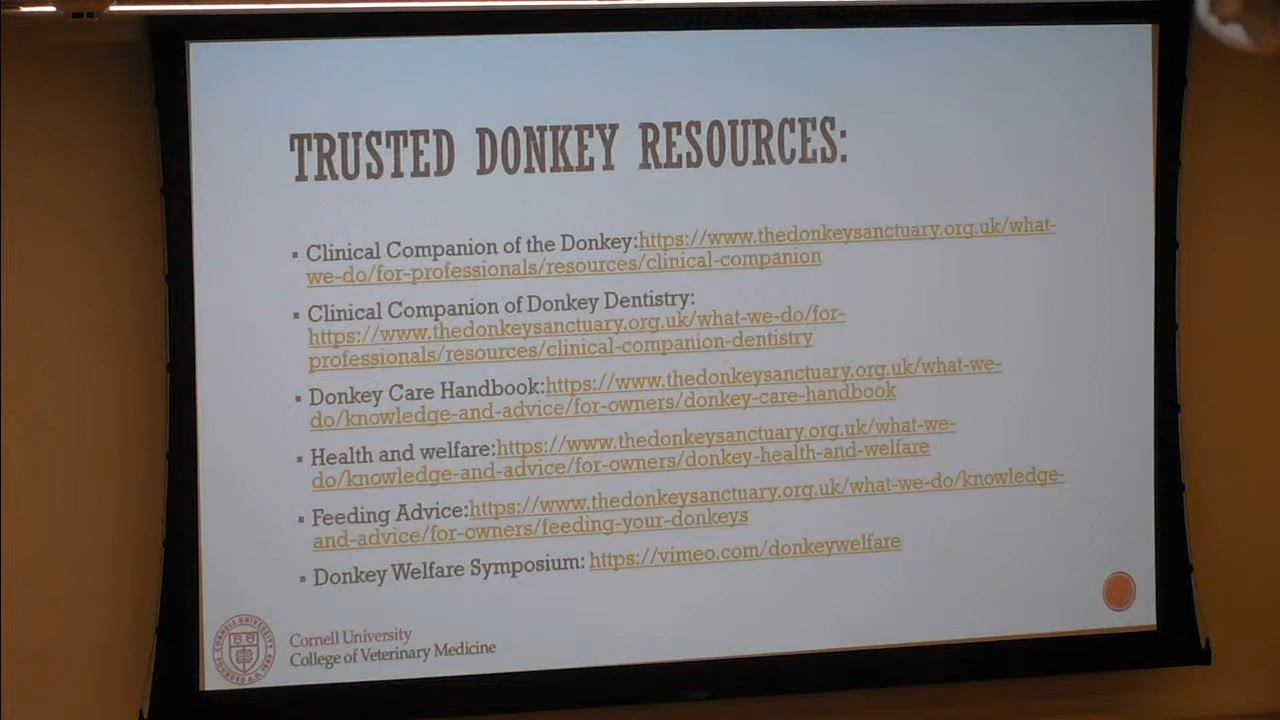 TRUSTED DONKEY RESOURCES:
▪ Clinical Companion of the Donkey:https://www.thedonkeysanctuary.org.uk/what-
we-do/for-professionals/resources/clinical-companion
▪ Clinical Companion of Donkey Dentistry:
https://www.thedonkeysanctuary.org.uk/what-we-do/for-
professionals/resources/clinical-companion-dentistry
▪ Donkey Care Handbook:https://www.thedonkeysanctuary.org.uk/what-we-
do/knowledge-and-advice/for-owners/donkey-care-handbook
▪ Health and welfare:https://www.thedonkeysanctuary.org.uk/what-we-
do/knowledge-and-advice/for-owners/donkey-health-and-welfare
▪ Feeding Advice:https://www.thedonkeysanctuary.org.uk/what-we-do/knowledge-
and-advice/for-owners/feeding-your-donkeys
▪ Donkey Welfare Symposium: https://vimeo.com/donkeywelfare
CORNELL UNIVERSITY
FOUNDED A.D.
Cornell University
College of Veterinary Medicine